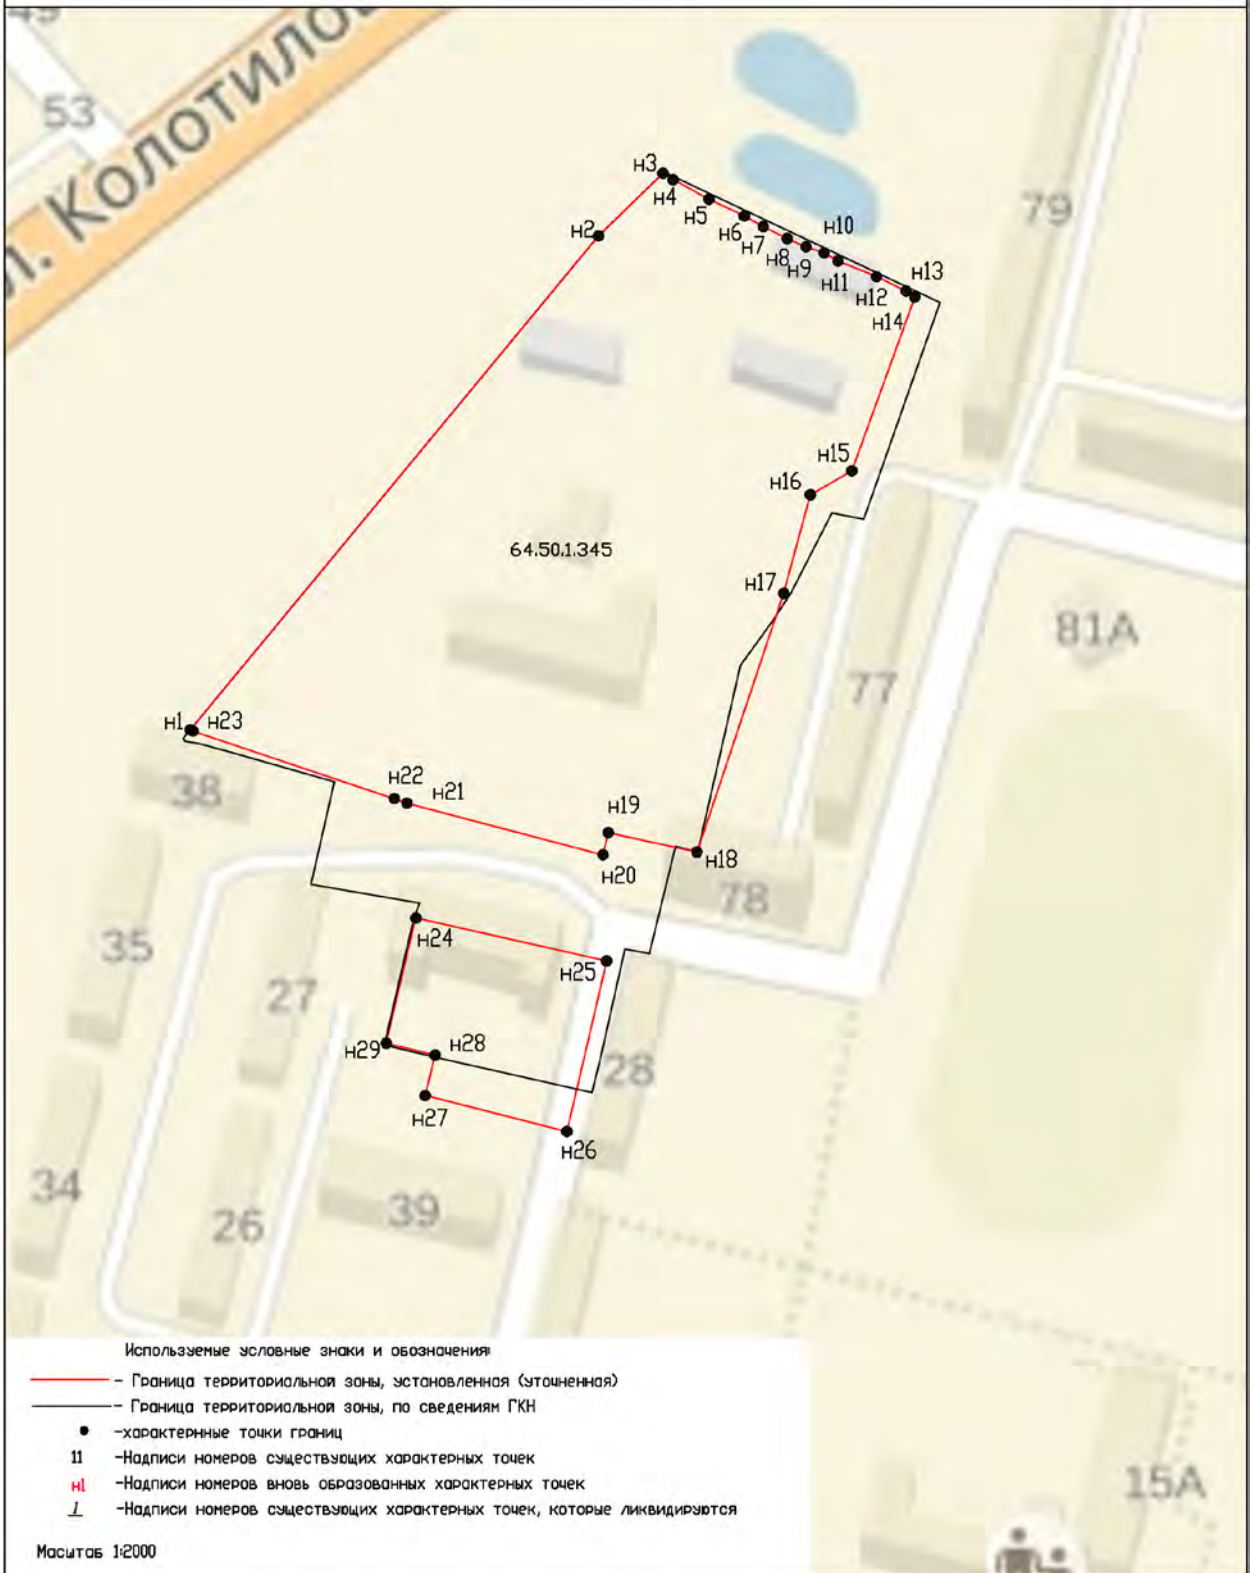 53
л. Колотилов
79
н3
н4
н5
н2
н6
н7
н10
н8
н9
н11
н13
н12
н14
н15
н16
64.50.1.345
н17
81А
77
н1
н23
38
н22
н21
н19
н18
н20
78
35
н24
н25
27
н29
н28
28
н27
н26
34
26
39
Используемые условные знаки и обозначения:
- Граница территориальной зоны, установленная (уточненная)
- Граница территориальной зоны, по сведениям ГКН
-характернные точки границ
11 -Надписи номеров существующих характерных точек
н1 -Надписи номеров вновь образованных характерных точек
1 -Надписи номеров существующих характерных точек, которые ликвидируются
15А
Масштаб 1:2000